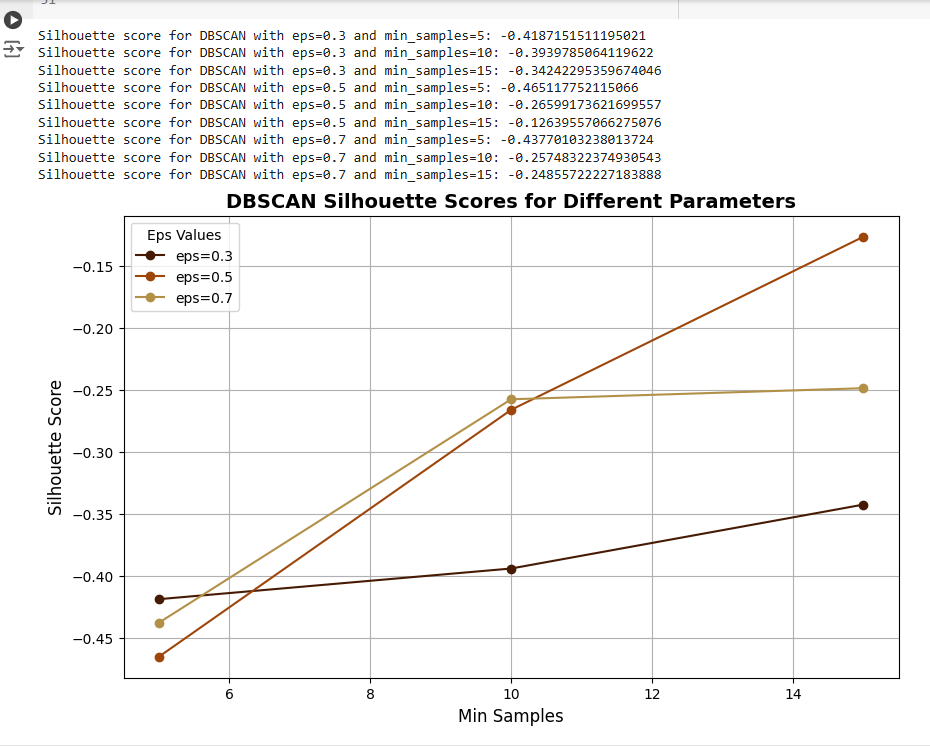 Silhouette score for DBSCAN with eps=0.3 and min_samples=5: -0.4187151511195021
Silhouette score for DBSCAN with eps=0.3 and min_samples=10: -0.3939785064119622
Silhouette score for DBSCAN with eps=0.3 and min_samples=15: -0.34242295359674046
Silhouette score for DBSCAN with eps=0.5 and min_samples=5: -0.465117752115066
Silhouette score for DBSCAN with eps=0.5 and min_samples=10: -0.26599173621699557
Silhouette score for DBSCAN with eps=0.5 and min_samples=15: -0.12639557066275076
Silhouette score for DBSCAN with eps=0.7 and min_samples=5: -0.43770103238013724
Silhouette score for DBSCAN with eps=0.7 and min_samples=10: -0.25748322374930543
Silhouette score for DBSCAN with eps=0.7 and min_samples=15: -0.24855722227183888
DBSCAN Silhouette Scores for Different Parameters
Eps Values
eps=0.3
eps=0.5
eps=0.7
−0.15
−0.20
−0.25
−0.30
−0.35
−0.40
−0.45
Silhouette Score
6 8 10 12 14
Min Samples